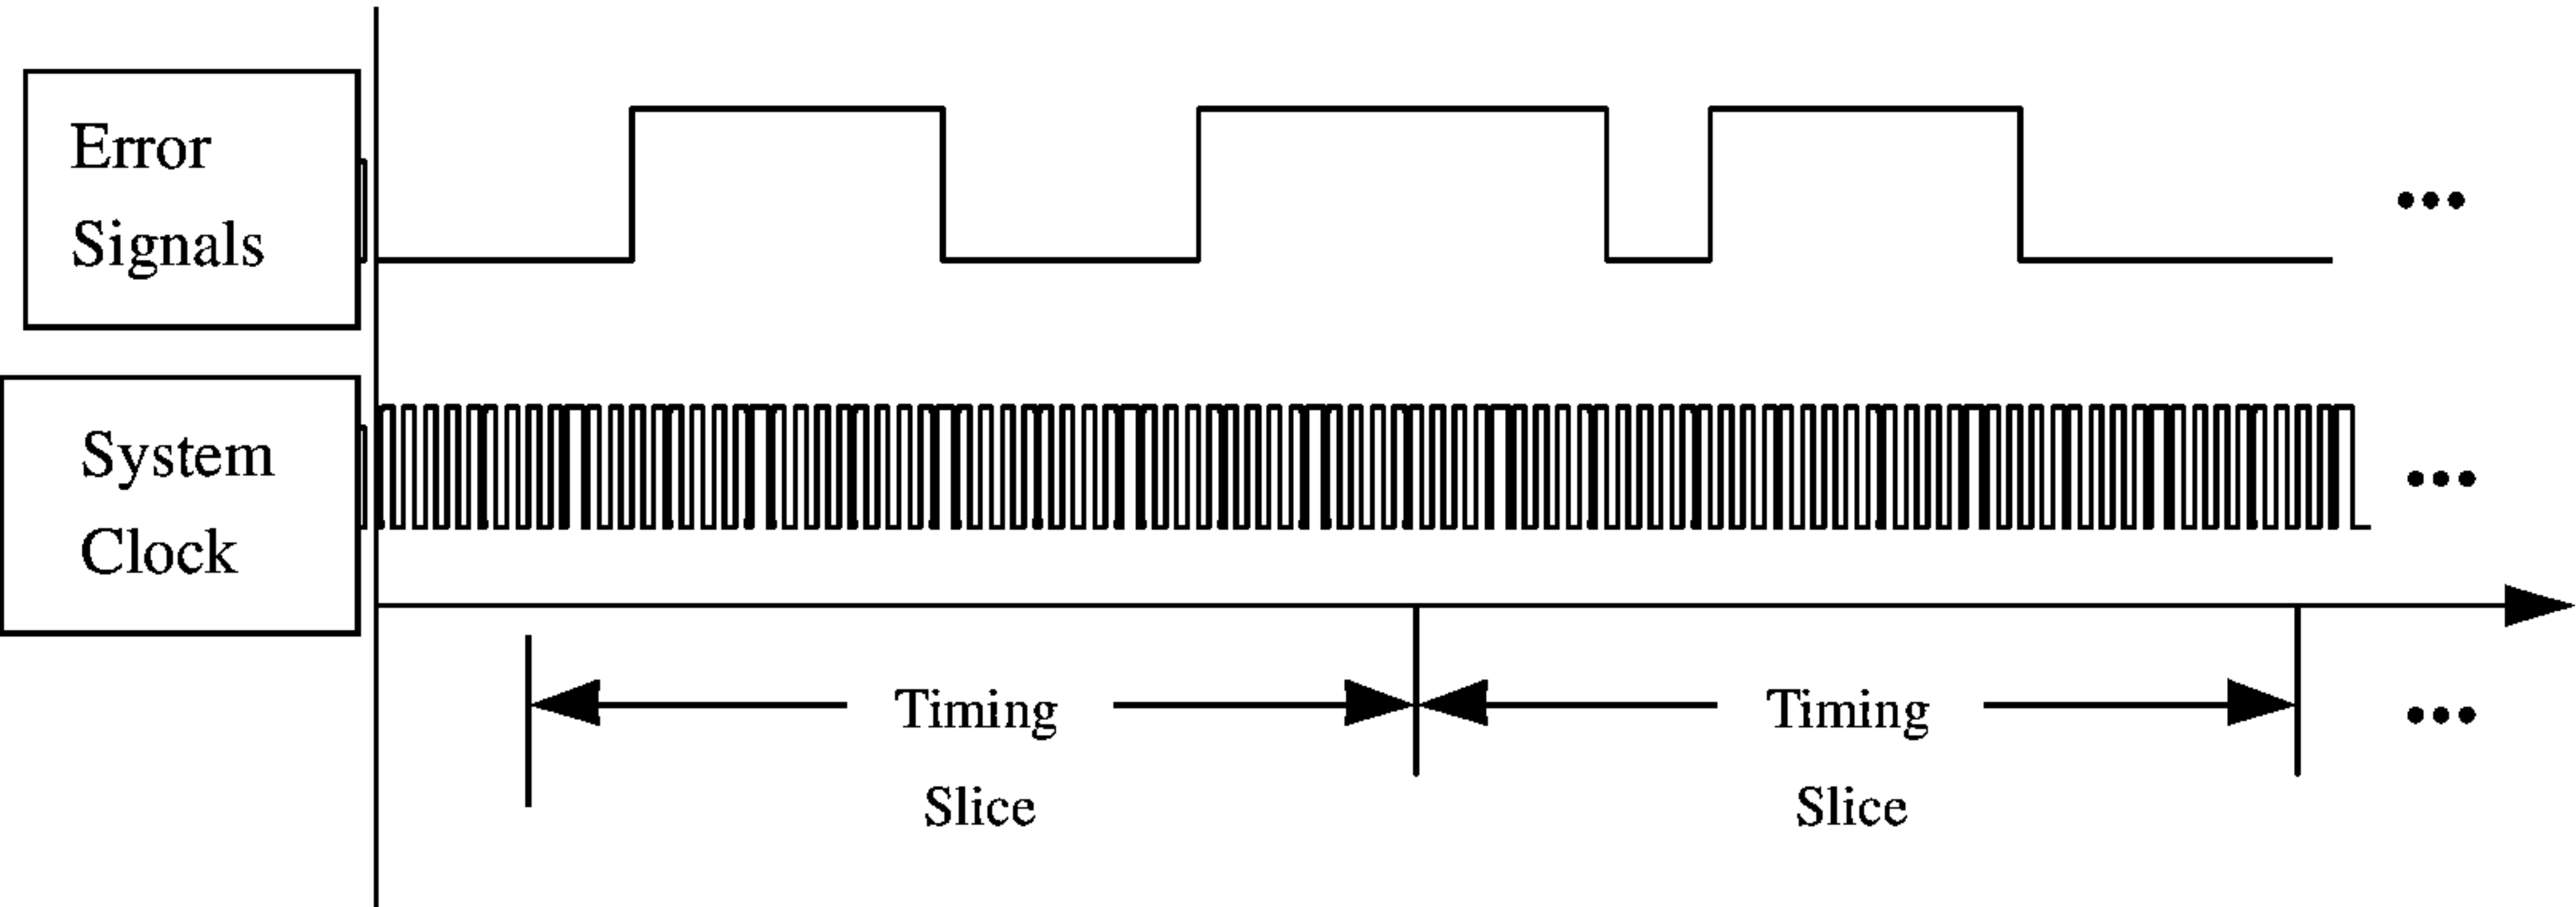 Error
Signals
•••
System
Clock
•••
Timing
Slice
Timing
Slice
•••